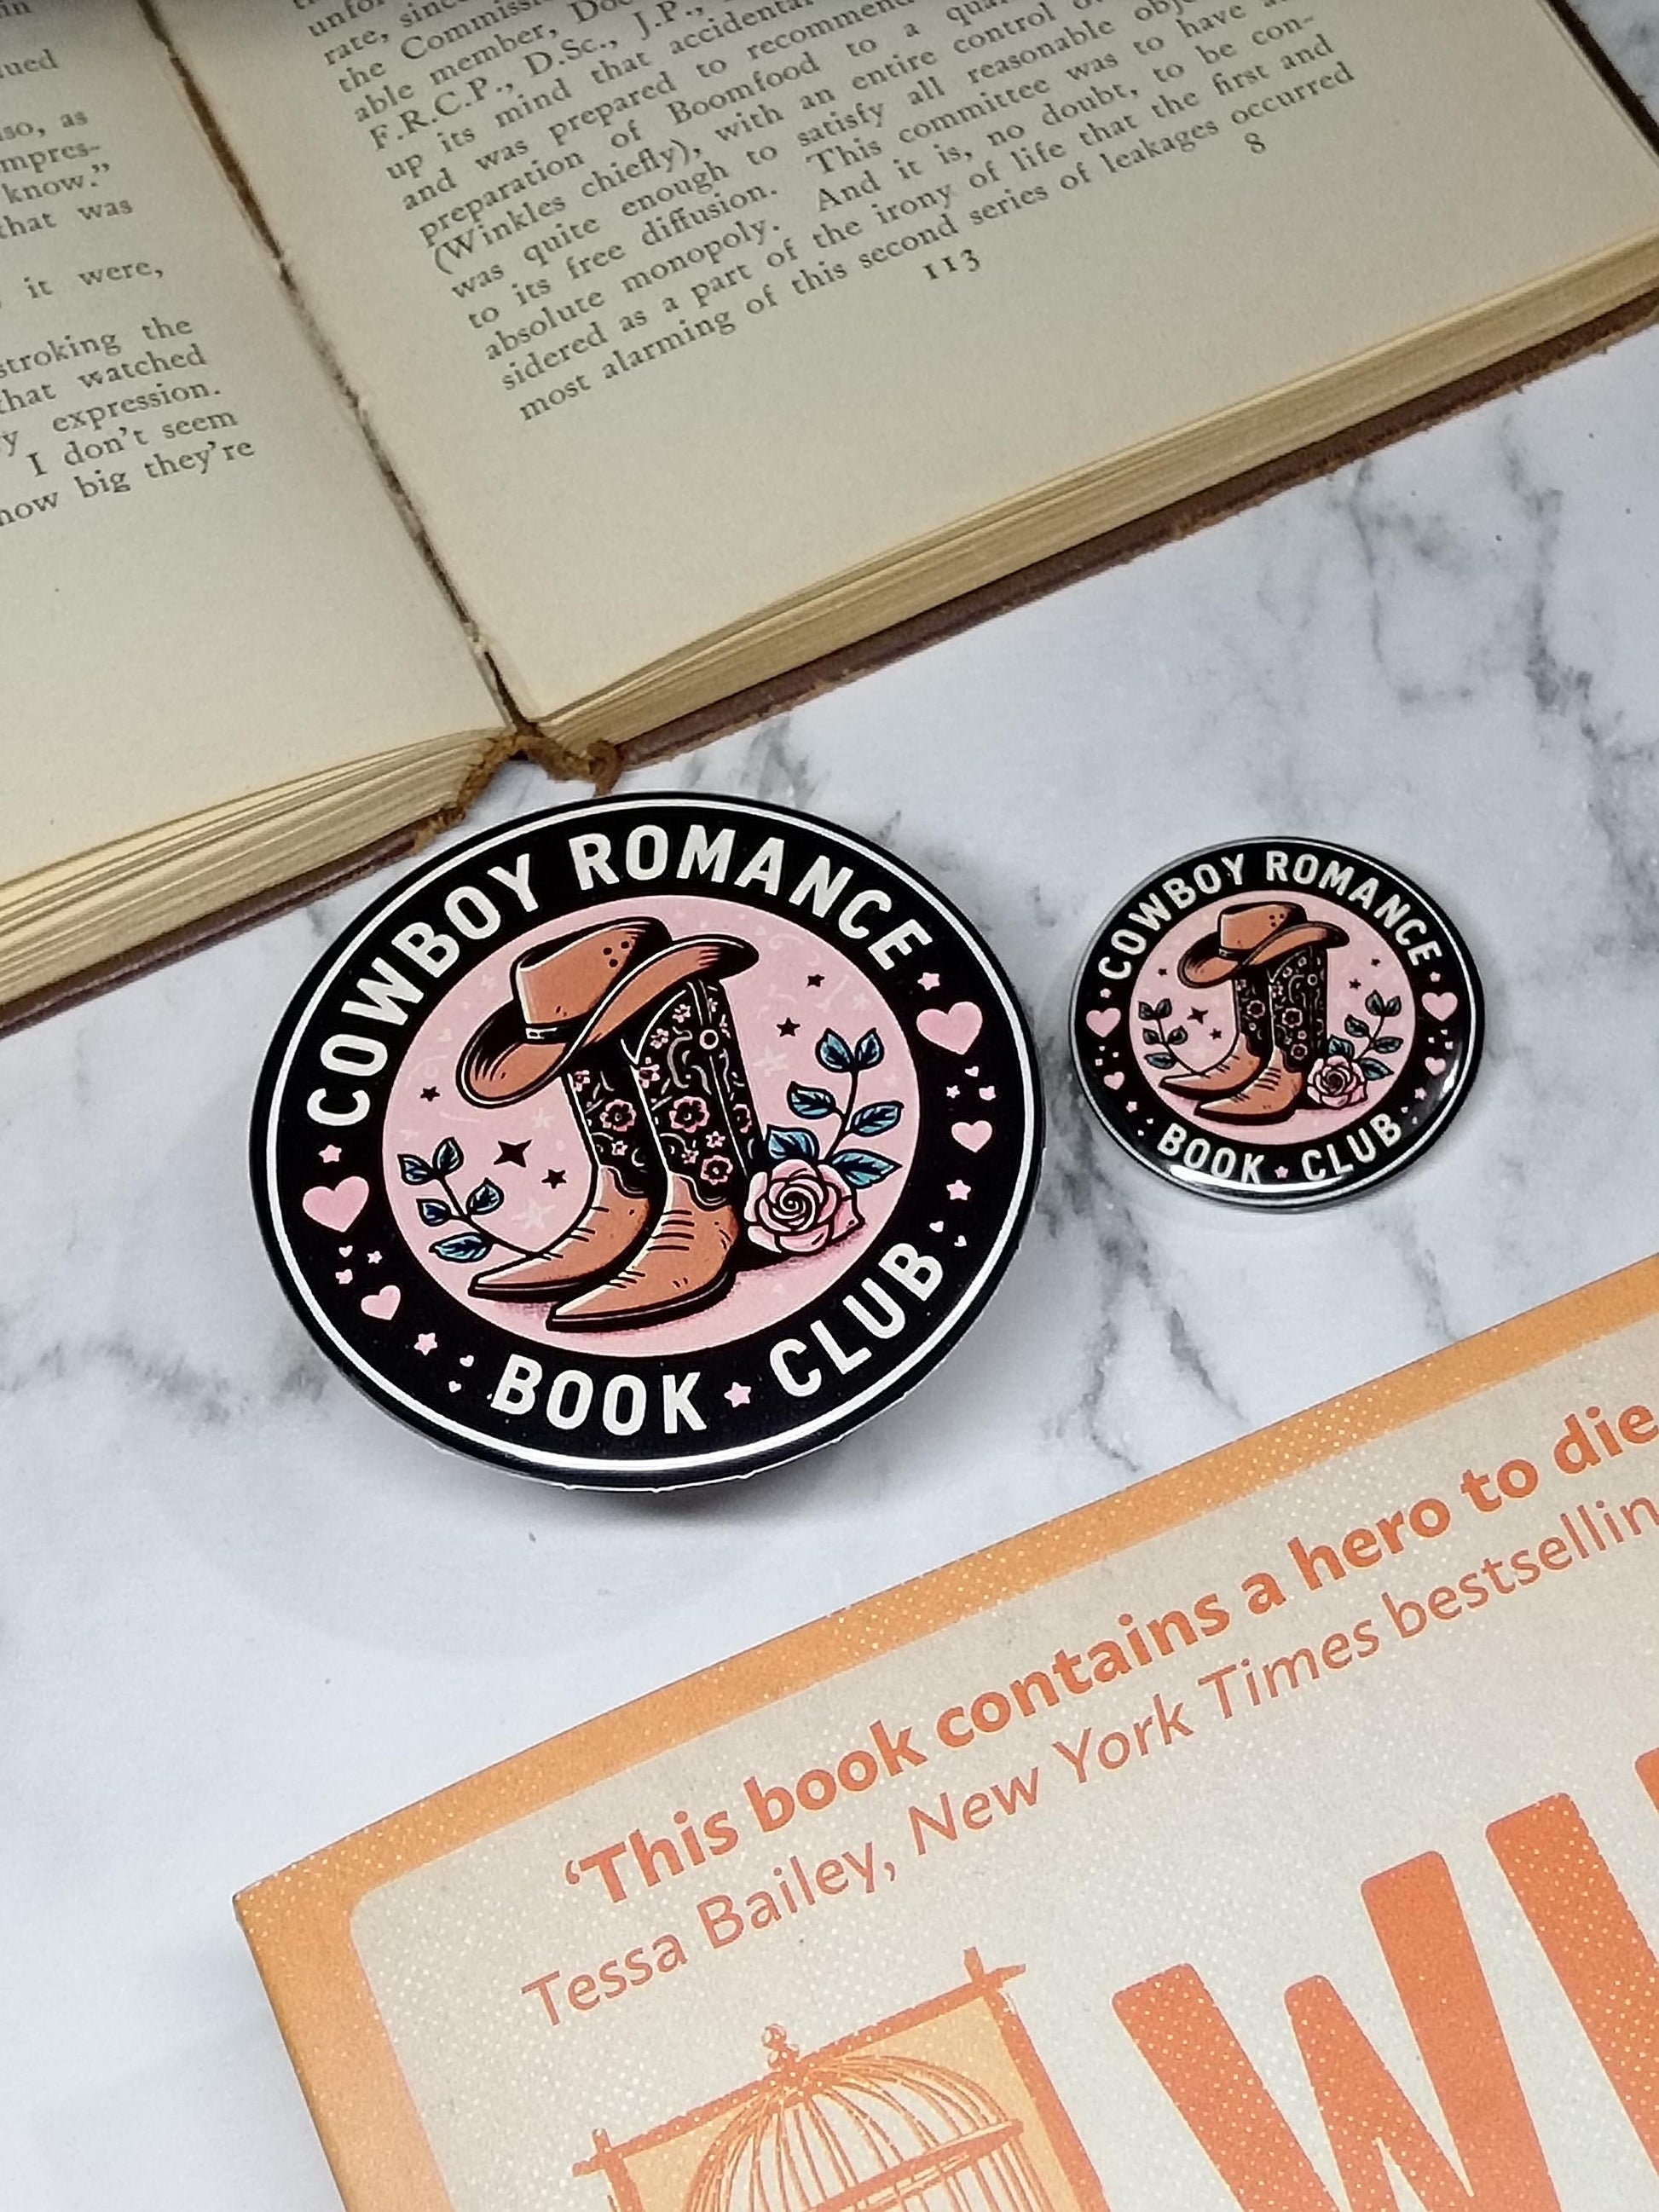 in
ued
so, as
mpres-
know."
that was
it were,
stroking the
that watched
expression.
I don't seem
how big they're
rate, since
the Commission
able member, Doc
F.R.C.P., D.Sc., J.P.,
up its mind that accidental
and was prepared to recommend
preparation of Boomfood to a
(Winkles chiefly), with an entire control
was quite enough to satisfy all reasonable
to its free diffusion. This committee was to have
absolute monopoly. And it is, no doubt, to be con-
sidered as a part of the irony of life that the first and
most alarming of this second series of leakages occurred
113
8
COWBOY ROMANCE
BOOK CLUB
COWBOY ROMANCE
BOOK CLUB
‘This book contains a hero to die
Tessa Bailey, New York Times bestsellin
W